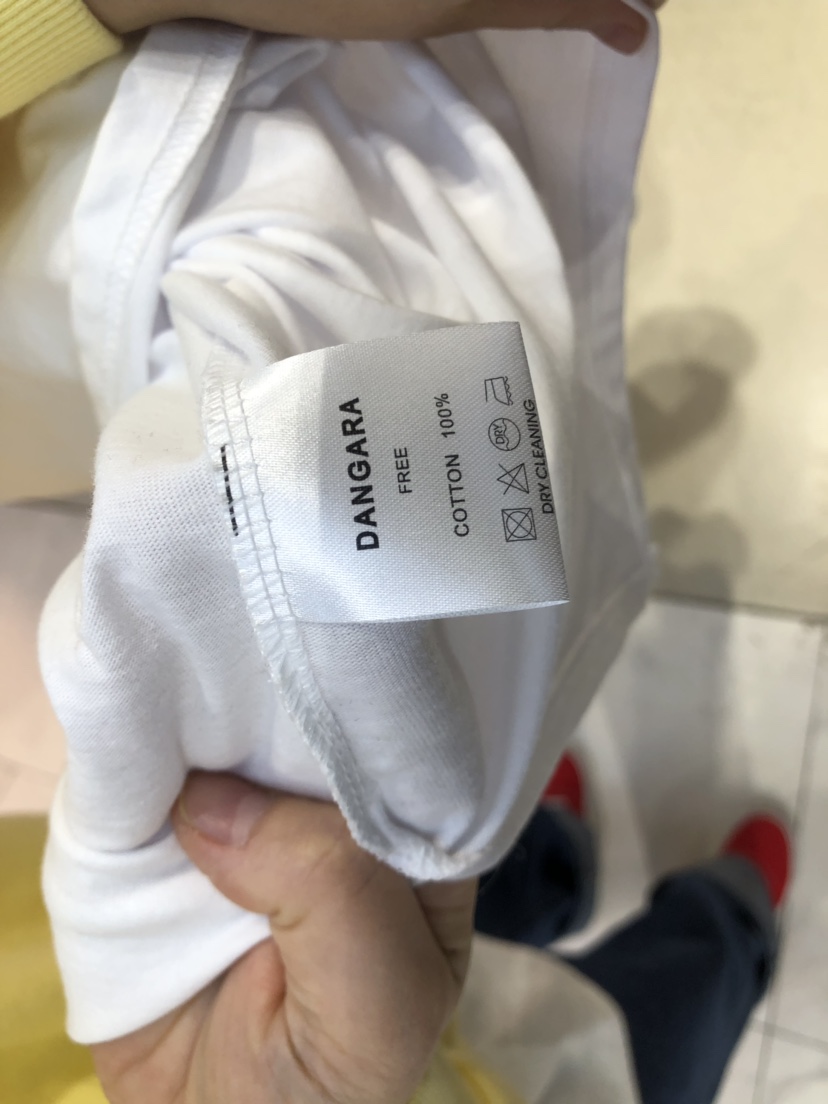 DANGARA
FREE
COTTON 100%
DRY
DRY CLEANING